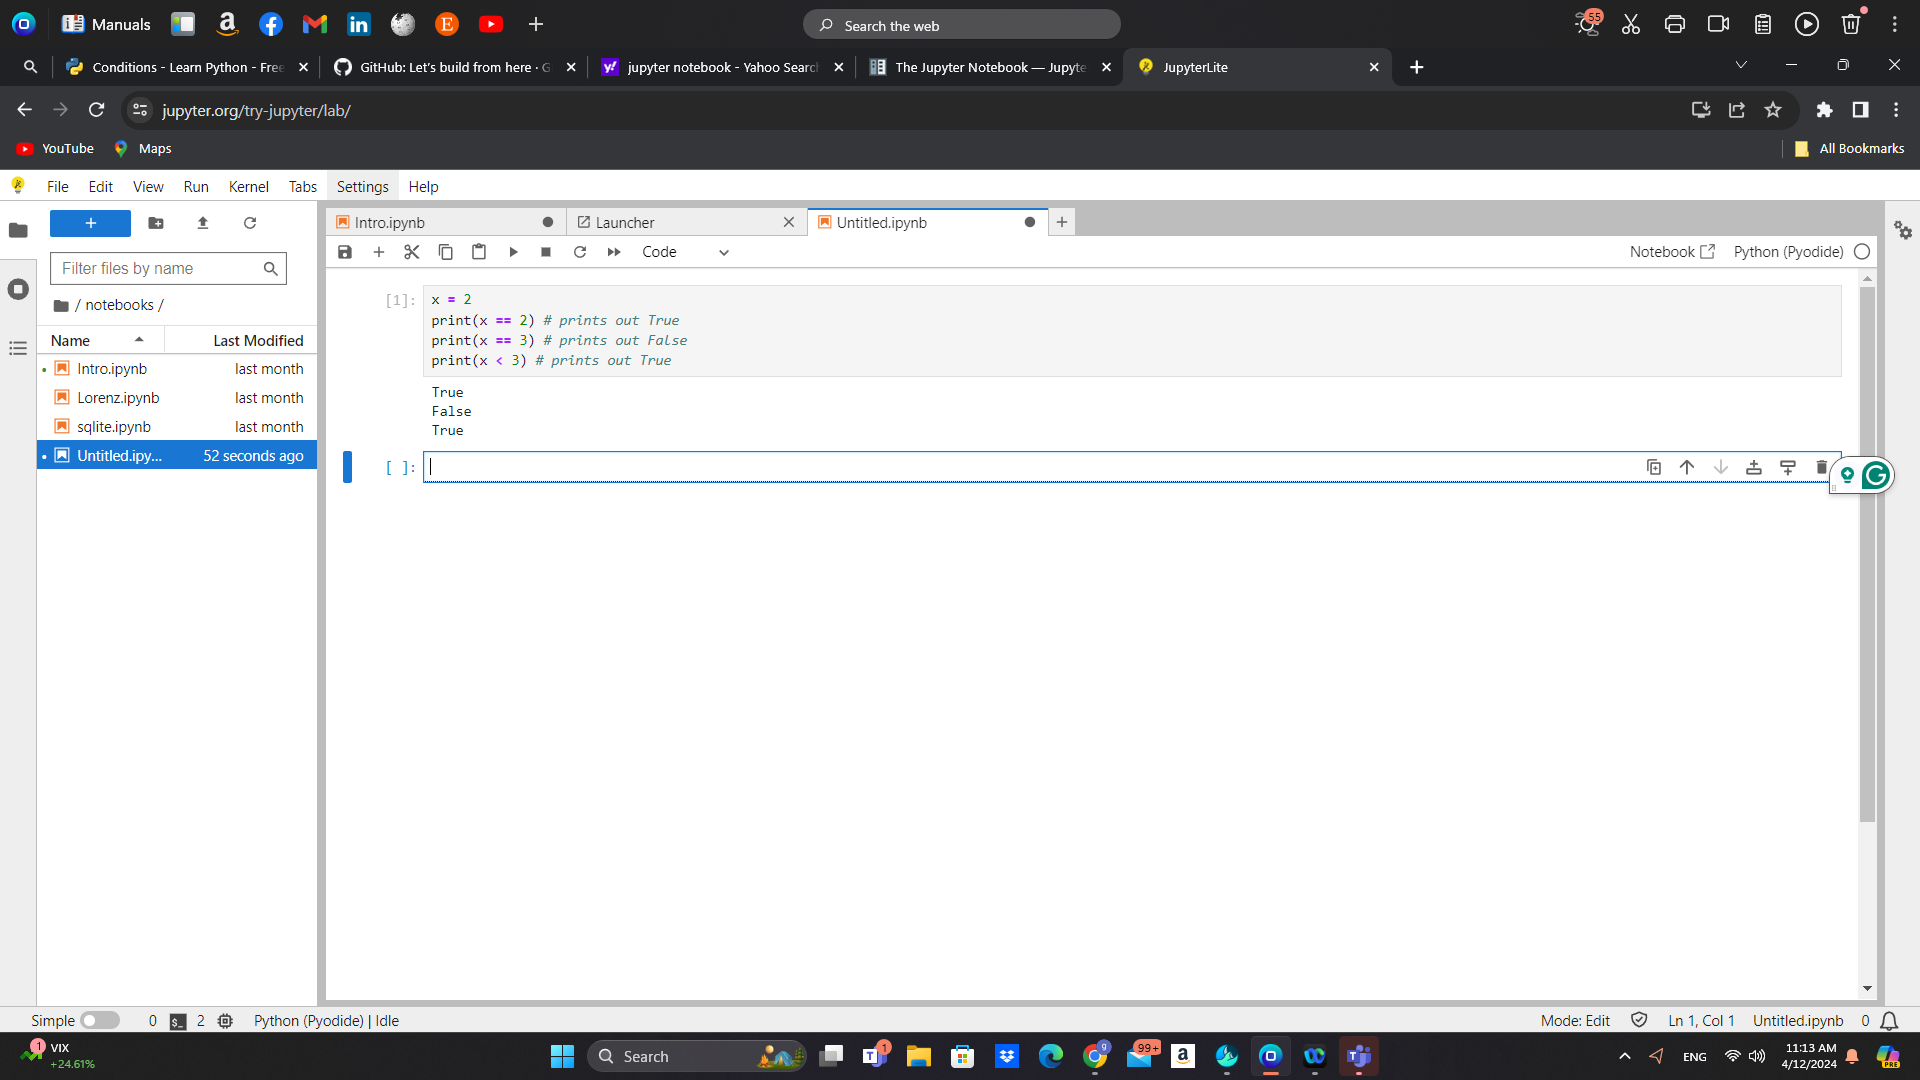 Manuals
Search the web
55
Conditions - Learn Python - Free
GitHub: Let's build from here · G
jupyter notebook - Yahoo Search
The Jupyter Notebook — Jupyte
JupyterLite
jupyter.org/try-jupyter/lab/
YouTube
Maps
All Bookmarks
File
Edit
View
Run
Kernel
Tabs
Settings
Help
Intro.ipynb
Launcher
Untitled.ipynb
Code
Notebook
Python (Pyodide)
Filter files by name
/ notebooks /
Name
Last Modified
Intro.ipynb
last month
Lorenz.ipynb
last month
sqlite.ipynb
last month
Untitled.ipy...
52 seconds ago
[1]:
x = 2
print(x == 2) # prints out True
print(x == 3) # prints out False
print(x < 3) # prints out True
True
False
True
[ ]:
Simple
0
2
Python (Pyodide) | Idle
Mode: Edit
Ln 1, Col 1
Untitled.ipynb
0
1
VIX
+24.61%
Search
1
9
99+
ENG
11:13 AM
4/12/2024
PRE